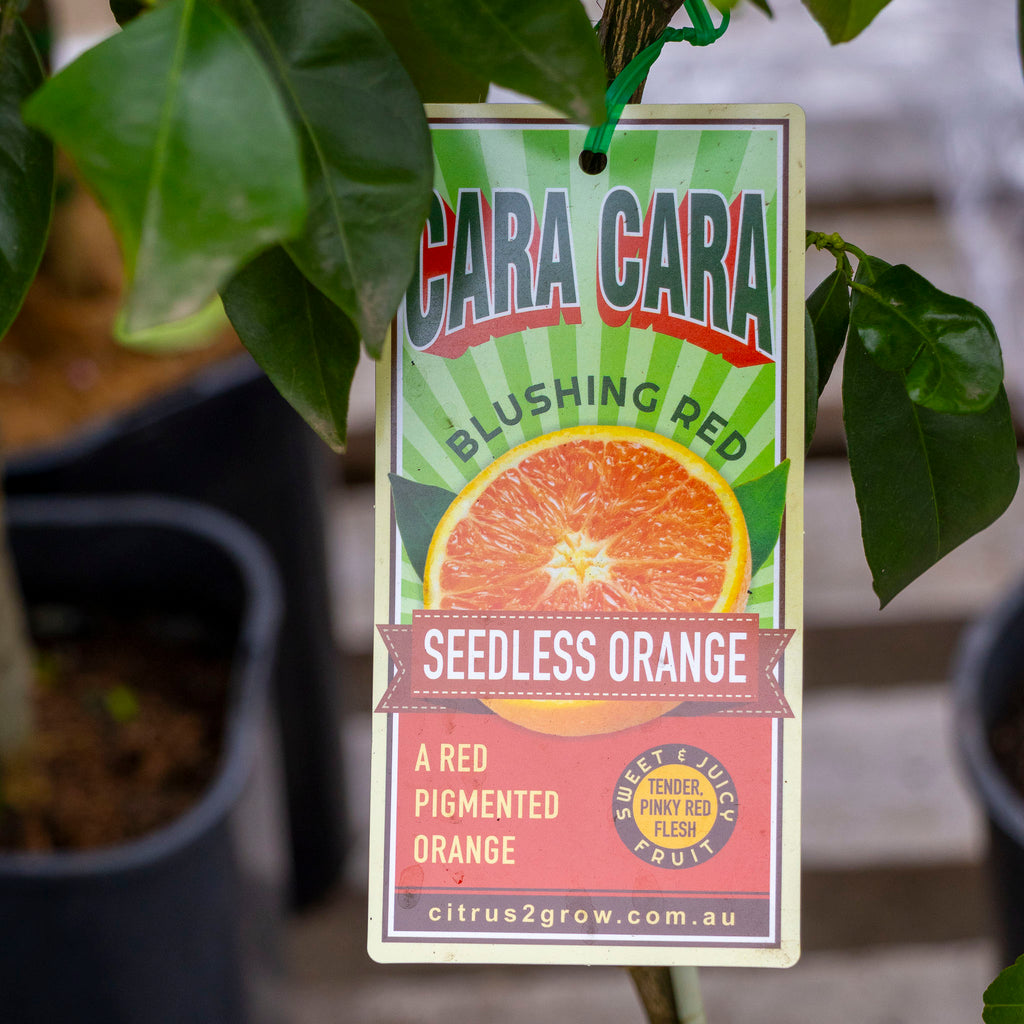 CARA CARA
BLUSHING RED
SEEDLESS ORANGE
A RED
PIGMENTED
ORANGE
SWEET & JUICY
TENDER,
PINKY RED
FLESH
FRUIT
citrus2grow.com.au